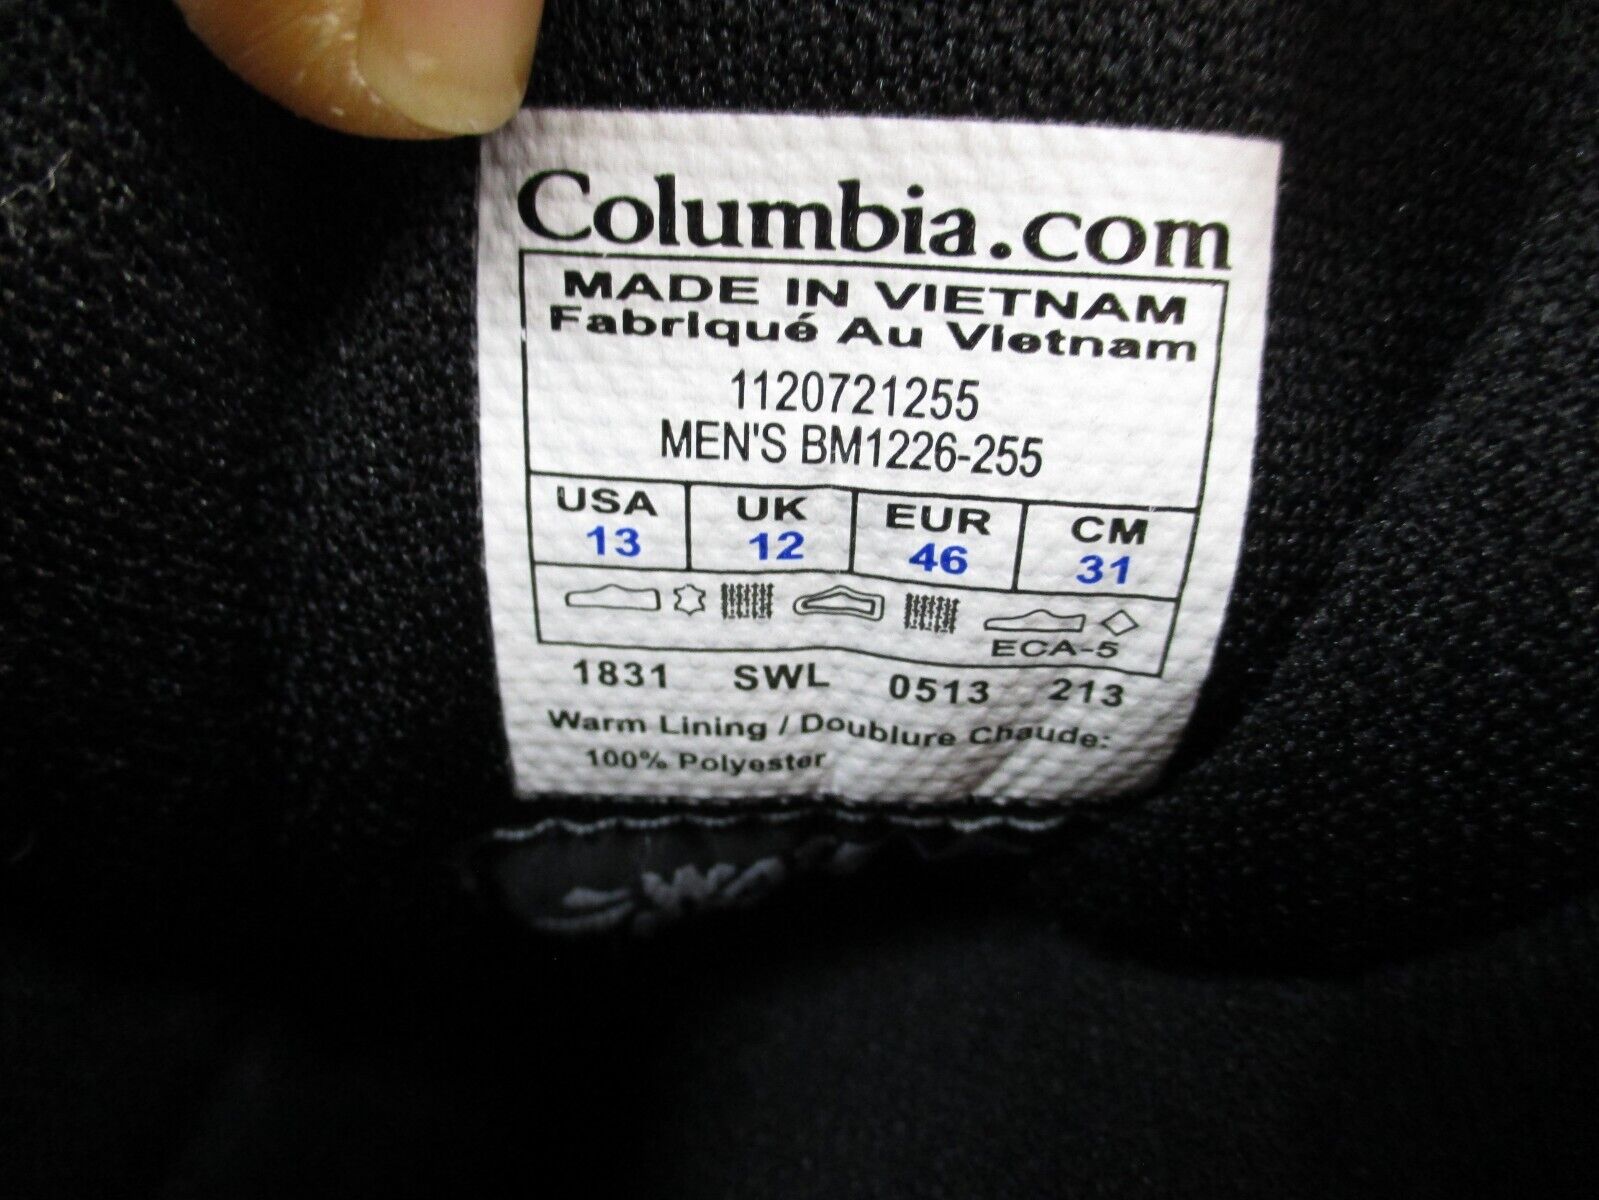 Columbia.com
MADE IN VIETNAM
Fabriqué Au Vietnam
1120721255
MEN'S BM1226-255
USA UK EUR CM
13 12 46 31
ECA-5
1831 SWL 0513 213
Warm Lining / Doublure Chaude:
100% Polyester